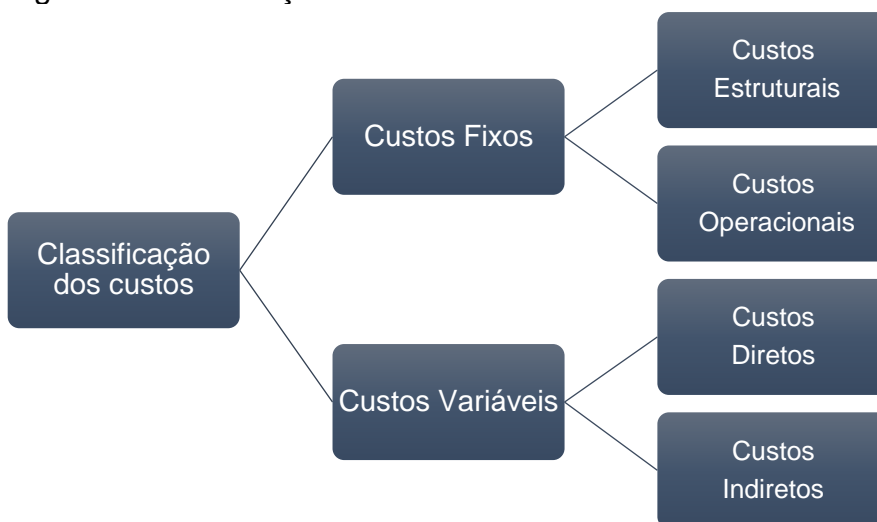 Custos
Estruturais
Custos Fixos
Custos
Operacionais
Classificação
dos custos
Custos
Diretos
Custos Variáveis
Custos
Indiretos